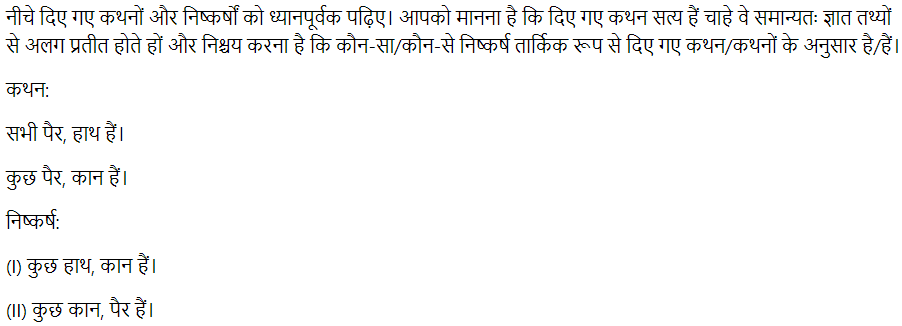 नीचे दिए गए कथनों और निष्कर्षों को ध्यानपूर्वक पढ़िए। आपको मानना है कि दिए गए कथन सत्य हैं चाहे वे समान्यतः ज्ञात तथ्यों
से अलग प्रतीत होते हों और निश्चय करना है कि कौन-सा/कौन-से निष्कर्ष तार्किक रूप से दिए गए कथन/कथनों के अनुसार है/हैं।
कथन:
सभी पैर, हाथ हैं।
कुछ पैर, कान हैं।
निष्कर्ष:
(I) कुछ हाथ, कान हैं।
(II) कुछ कान, पैर हैं।